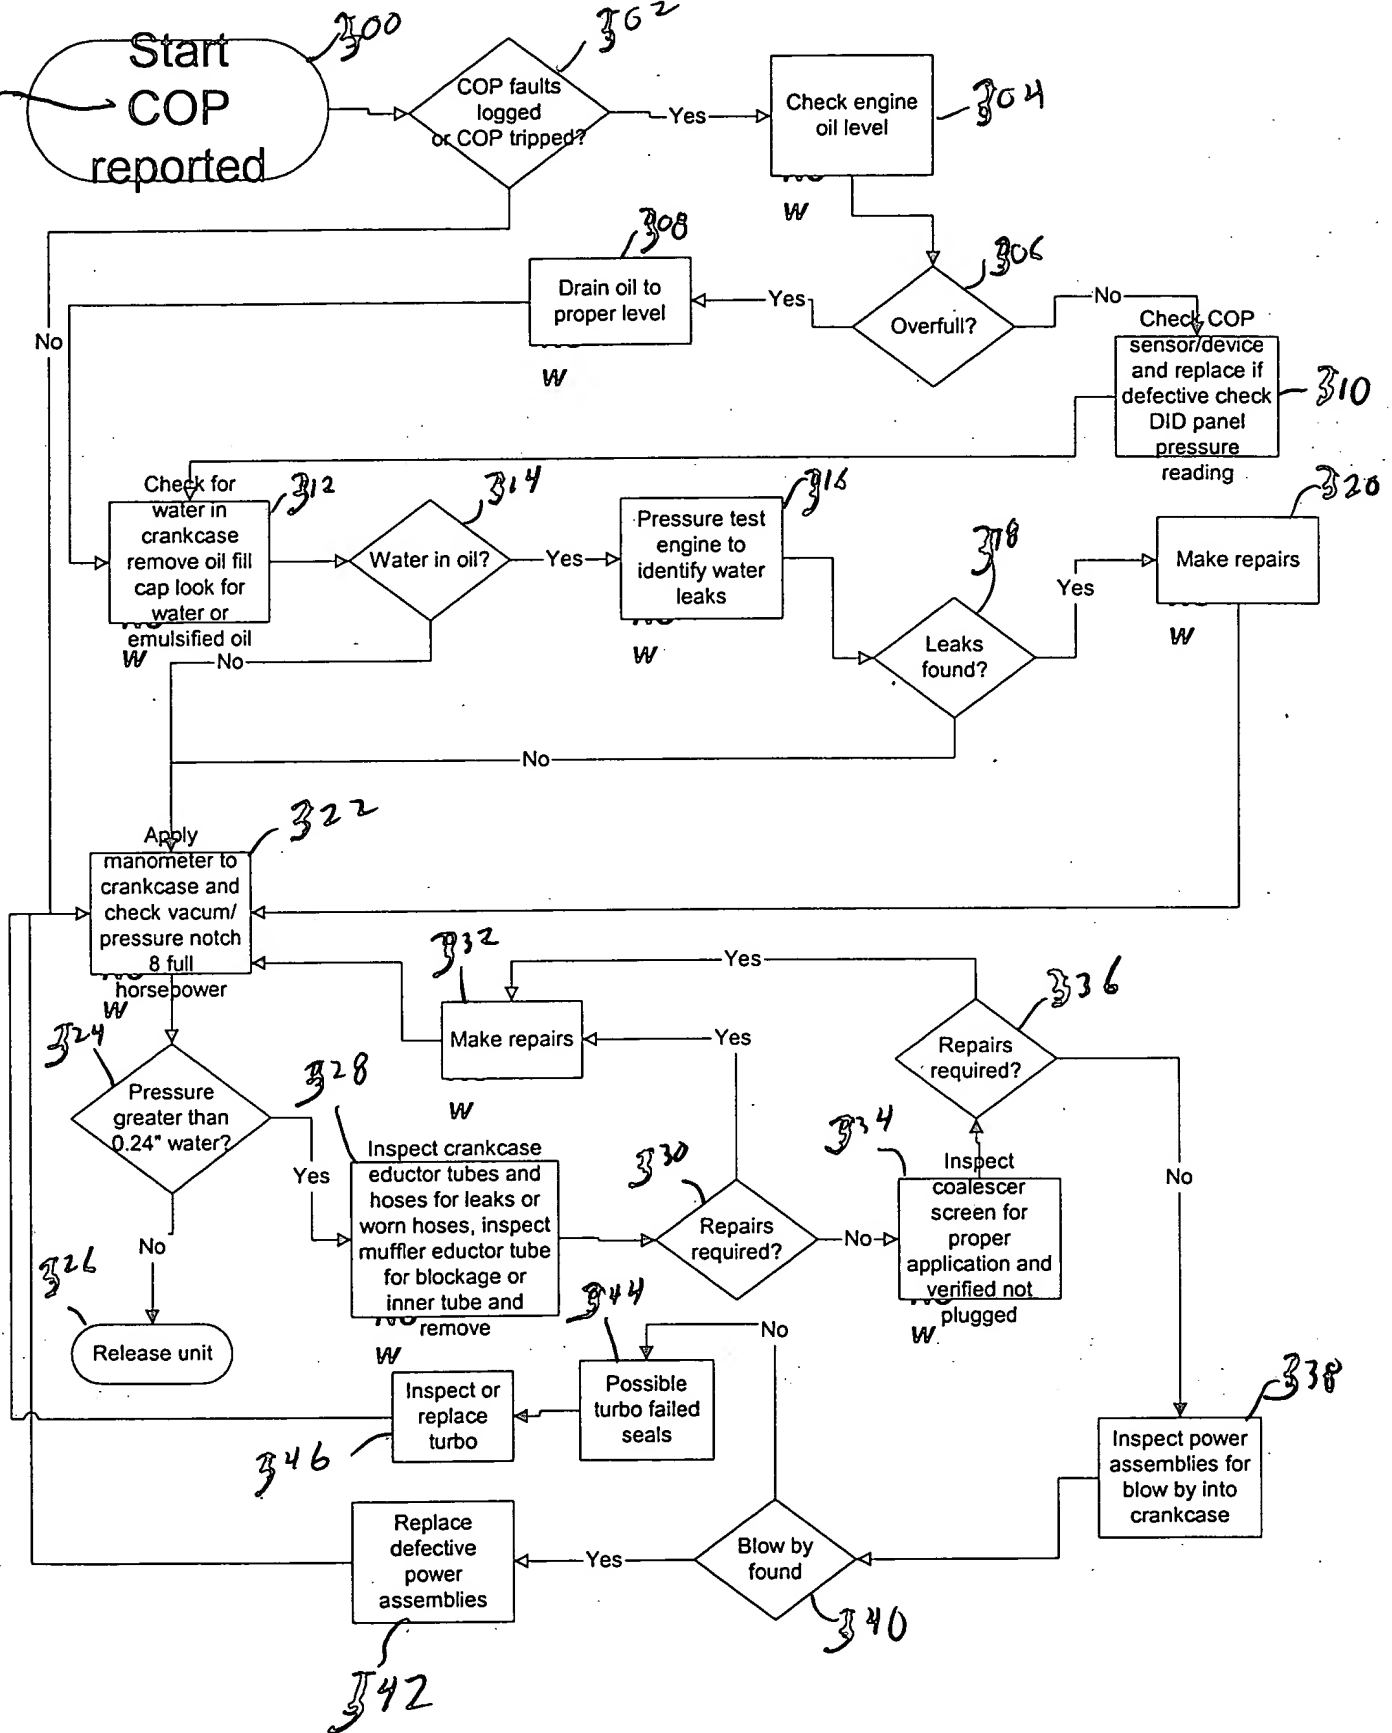 Start
COP
reported
300
COP faults
logged
or COP tripped?
302
Yes
Check engine
oil level
304
W
308
Drain oil to
proper level
W
Yes
Overfull?
306
No
Check COP
sensor/device
and replace if
defective check
DID panel
pressure
reading
310
No
Check for
water in
crankcase
remove oil fill
cap look for
water or
emulsified oil
W
312
Water in oil?
314
Yes
No
Pressure test
engine to
identify water
leaks
W
316
Leaks
found?
318
Yes
No
Make repairs
W
320
Apply
manometer to
crankcase and
check vacum/
pressure notch
8 full
horsepower
W
322
324
Pressure
greater than
0.24" water?
Yes
No
326
Release unit
328
Inspect crankcase
eductor tubes and
hoses for leaks or
worn hoses, inspect
muffler eductor tube
for blockage or
inner tube and
remove
W
332
Make repairs
W
Yes
Yes
330
Repairs
required?
No
334
Inspect
coalescer
screen for
proper
application and
verified not
plugged
W
336
Repairs
required?
No
338
Inspect power
assemblies for
blow by into
crankcase
Blow by
found
340
No
Yes
344
Possible
turbo failed
seals
Inspect or
replace
turbo
346
Replace
defective
power
assemblies
342